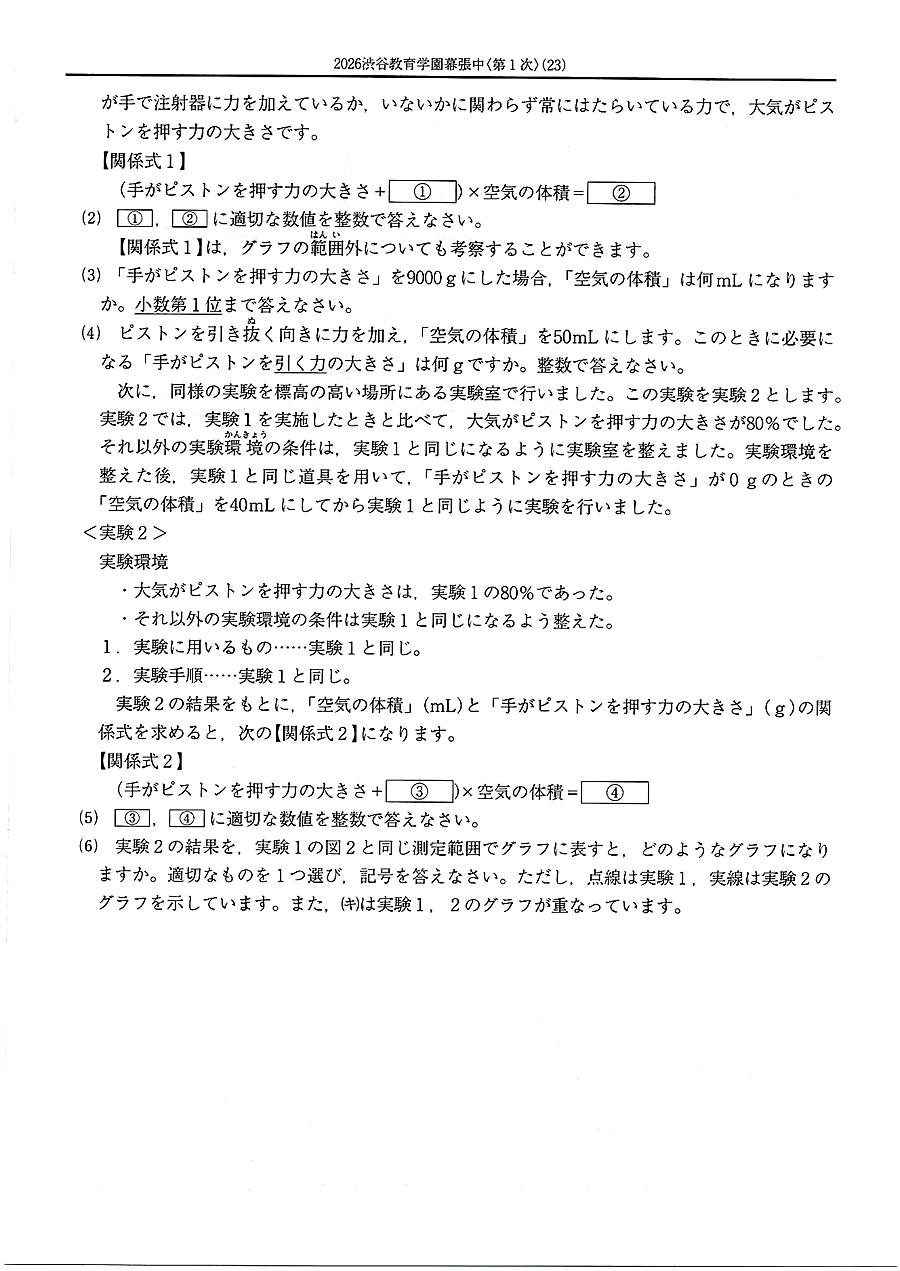 2026渋谷教育学園幕張中〈第1次〉(23)
が手で注射器に力を加えているか，いないかに関わらず常にはたらいている力で，大気がピス
トンを押す力の大きさです。
【関係式1】
(手がピストンを押す力の大きさ＋①)×空気の体積＝②
(2) ①，②に適切な数値を整数で答えなさい。
【関係式1】は，グラフの範囲外についても考察することができます。
はんい
(3) 「手がピストンを押す力の大きさ」を9000gにした場合，「空気の体積」は何mLになります
か。小数第1位まで答えなさい。
(4) ピストンを引き抜く向きに力を加え，「空気の体積」を50mLにします。このときに必要に
ぬ
なる「手がピストンを引く力の大きさ」は何gですか。整数で答えなさい。
次に，同様の実験を標高の高い場所にある実験室で行いました。この実験を実験2とします。
実験2では，実験1を実施したときと比べて，大気がピストンを押す力の大きさが80%でした。
それ以外の実験環境の条件は，実験1と同じになるように実験室を整えました。実験環境を
かんきょう
整えた後，実験1と同じ道具を用いて，「手がピストンを押す力の大きさ」が0gのときの
「空気の体積」を40mLにしてから実験1と同じように実験を行いました。
＜実験2＞
実験環境
・大気がピストンを押す力の大きさは，実験1の80%であった。
・それ以外の実験環境の条件は実験1と同じになるよう整えた。
1．実験に用いるもの……実験1と同じ。
2．実験手順……実験1と同じ。
実験2の結果をもとに，「空気の体積」(mL)と「手がピストンを押す力の大きさ」(g)の関
係式を求めると，次の【関係式2】になります。
【関係式2】
(手がピストンを押す力の大きさ＋③)×空気の体積＝④
(5) ③，④に適切な数値を整数で答えなさい。
(6) 実験2の結果を，実験1の図2と同じ測定範囲でグラフに表すと，どのようなグラフになり
ますか。適切なものを1つ選び，記号を答えなさい。ただし，点線は実験1，実線は実験2の
グラフを示しています。また，(キ)は実験1，2のグラフが重なっています。